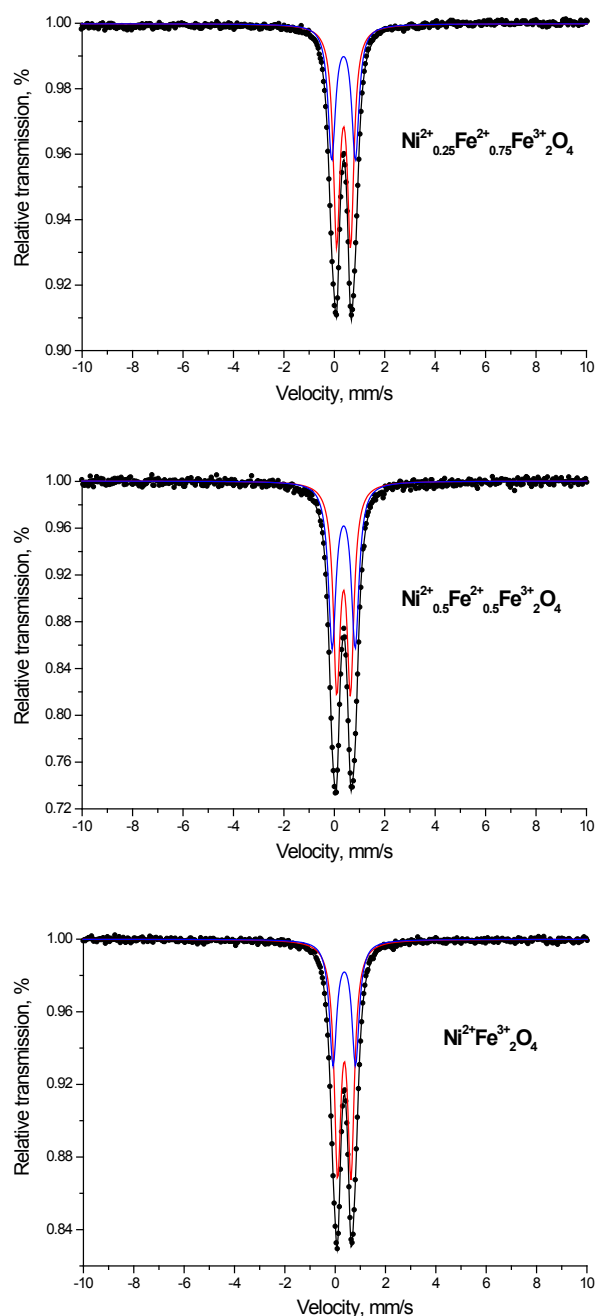 1.00
0.98
0.96
0.94
0.92
0.90
Relative transmission, %
Ni²⁺₀.₂₅Fe²⁺₀.₇₅Fe³⁺₂O₄
-10 -8 -6 -4 -2 0 2 4 6 8 10
Velocity, mm/s
1.00
0.96
0.92
0.88
0.84
0.80
0.76
0.72
Relative transmission, %
Ni²⁺₀.₅Fe²⁺₀.₅Fe³⁺₂O₄
-10 -8 -6 -4 -2 0 2 4 6 8 10
Velocity, mm/s
1.00
0.96
0.92
0.88
0.84
Relative transmission, %
Ni²⁺Fe³⁺₂O₄
-10 -8 -6 -4 -2 0 2 4 6 8 10
Velocity, mm/s